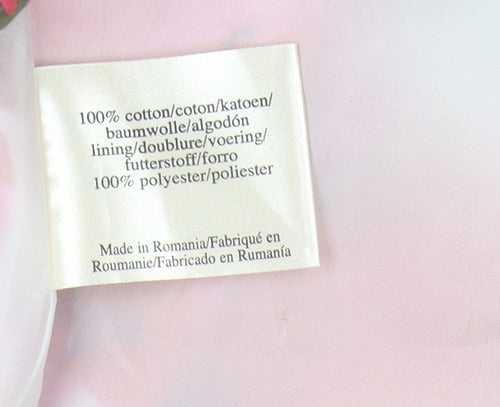 100% cotton/coton/katoen/
baumwolle/algodón
lining/doublure/voering/
futterstoff/forro
100% polyester/poliester
Made in Romania/Fabriqué en
Roumanie/Fabricado en Rumanía